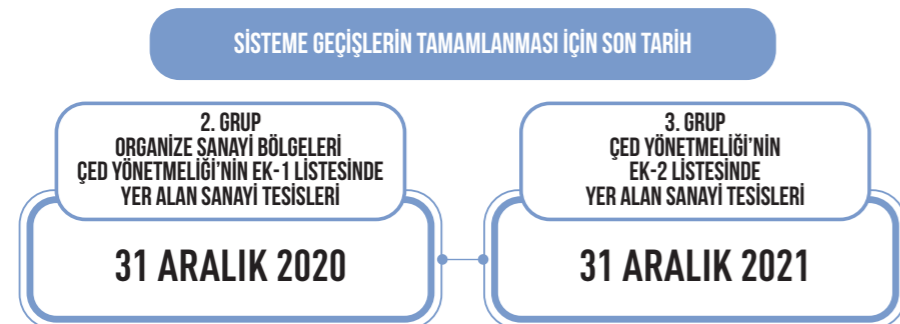 SİSTEME GEÇİŞLERİN TAMAMLANMASI İÇİN SON TARİH
2. GRUP
ORGANİZE SANAYİ BÖLGELERİ
ÇED YÖNETMELİĞİ'NİN EK-1 LİSTESİNDE
YER ALAN SANAYİ TESİSLERİ
31 ARALIK 2020
3. GRUP
ÇED YÖNETMELİĞİ'NİN
EK-2 LİSTESİNDE
YER ALAN SANAYİ TESİSLERİ
31 ARALIK 2021